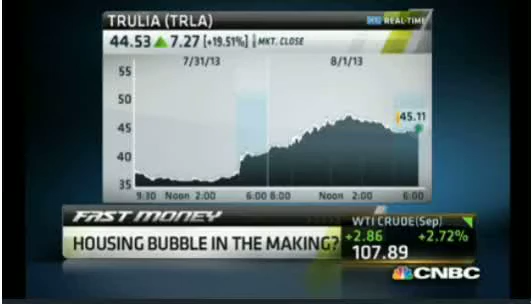 TRULIA (TRLA)
REAL-TIME
44.53 ▲ 7.27 [+19.51%] MKT. CLOSE
7/31/13 8/1/13
55
50
45.11
45
40
35
9:30 Noon 2:00 6:00 8:00 Noon 2:00 6:00
FAST MONEY
HOUSING BUBBLE IN THE MAKING?
WTI CRUDE(Sep)
+2.86 +2.72%
107.89
CNBC